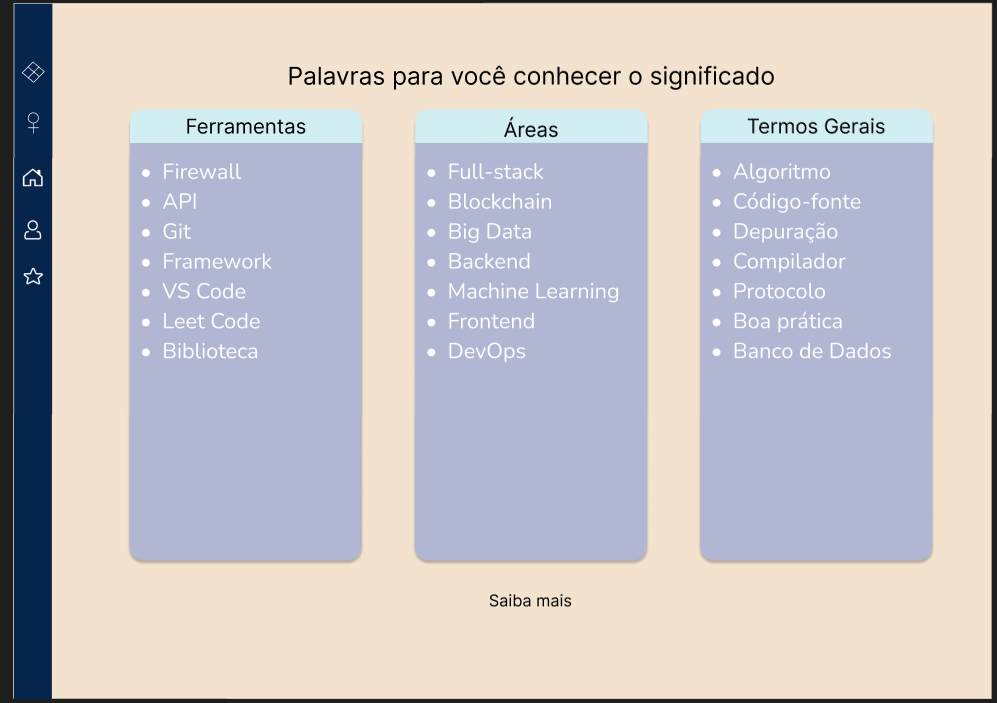 Palavras para você conhecer o significado
Ferramentas
• Firewall
• API
• Git
• Framework
• VS Code
• Leet Code
• Biblioteca
Áreas
• Full-stack
• Blockchain
• Big Data
• Backend
• Machine Learning
• Frontend
• DevOps
Termos Gerais
• Algoritmo
• Código-fonte
• Depuração
• Compilador
• Protocolo
• Boa prática
• Banco de Dados
Saiba mais